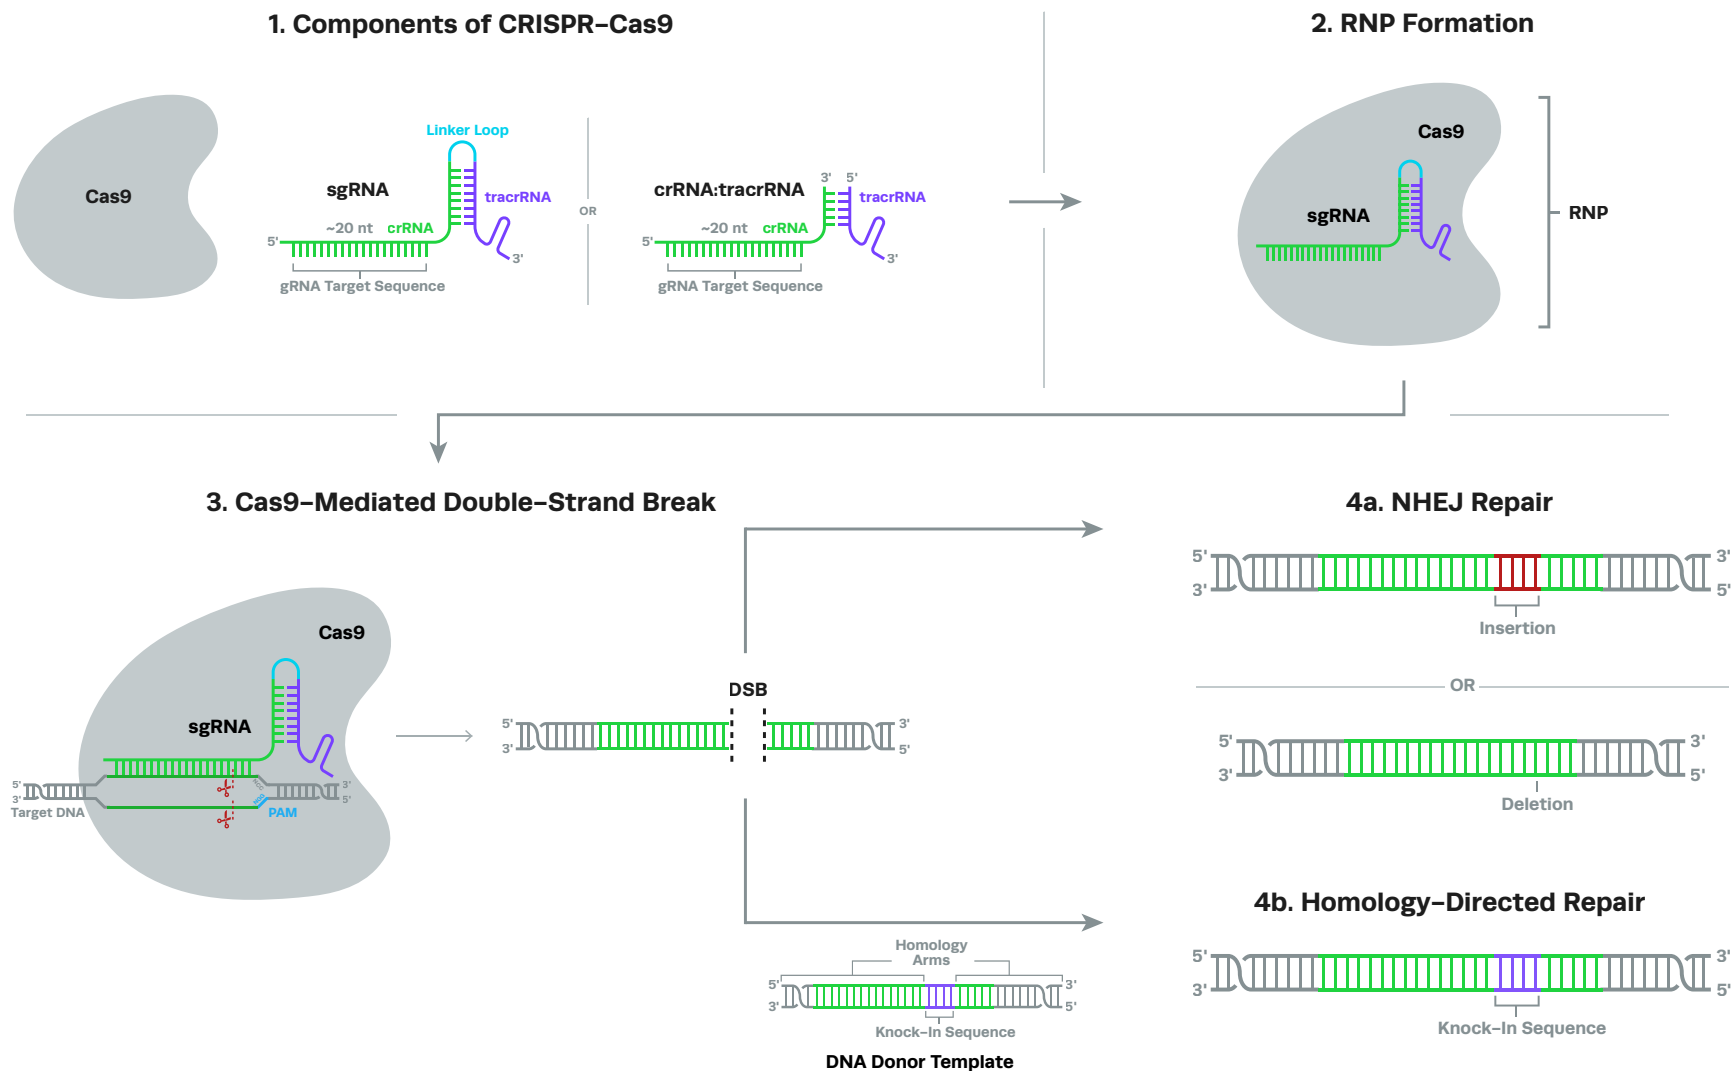 1. Components of CRISPR–Cas9
Cas9
Linker Loop
sgRNA
tracrRNA
~20 nt crRNA
5'
3'
gRNA Target Sequence
OR
crRNA:tracrRNA
3' 5'
tracrRNA
~20 nt crRNA
5'
3'
gRNA Target Sequence
2. RNP Formation
Cas9
sgRNA
RNP
3. Cas9–Mediated Double–Strand Break
Cas9
sgRNA
5'
3'
3'
5'
Target DNA
PAM
DSB
5'
3'
3'
5'
4a. NHEJ Repair
5'
3'
3'
5'
Insertion
OR
5'
3'
3'
5'
Deletion
4b. Homology–Directed Repair
5'
3'
3'
5'
Knock–In Sequence
Homology
Arms
5'
3'
3'
5'
Knock–In Sequence
DNA Donor Template